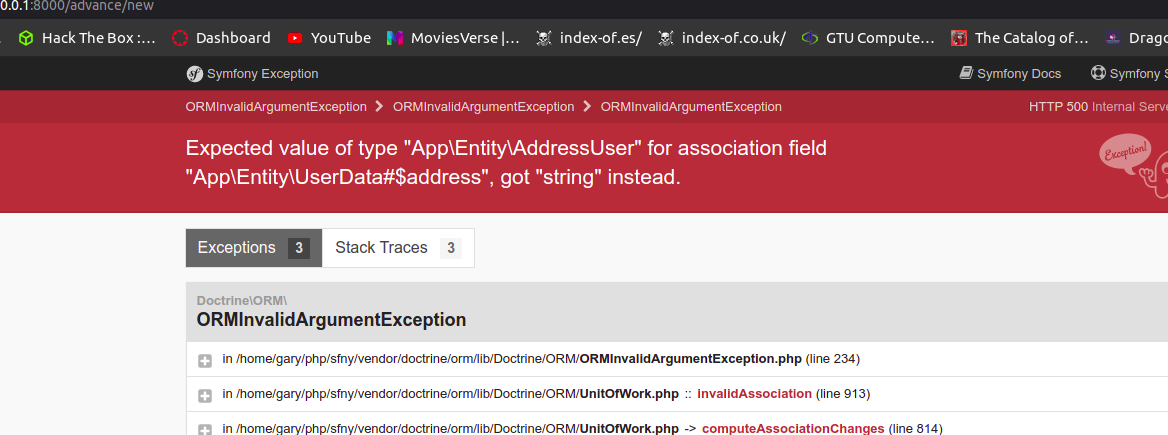 0.0.1:8000/advance/new
Hack The Box :... Dashboard YouTube MoviesVerse |... index-of.es/ index-of.co.uk/ GTU Compute... The Catalog of... Drago
sf Symfony Exception Symfony Docs Symfony S
ORMInvalidArgumentException ORMInvalidArgumentException ORMInvalidArgumentException HTTP 500 Internal Serve
Expected value of type "App\Entity\AddressUser" for association field
"App\Entity\UserData#$address", got "string" instead.
Exception!
Exceptions 3 Stack Traces 3
Doctrine\ORM\
ORMInvalidArgumentException
in /home/gary/php/sfny/vendor/doctrine/orm/lib/Doctrine/ORM/ORMInvalidArgumentException.php (line 234)
in /home/gary/php/sfny/vendor/doctrine/orm/lib/Doctrine/ORM/UnitOfWork.php :: invalidAssociation (line 913)
in /home/gary/php/sfny/vendor/doctrine/orm/lib/Doctrine/ORM/UnitOfWork.php -> computeAssociationChanges (line 814)